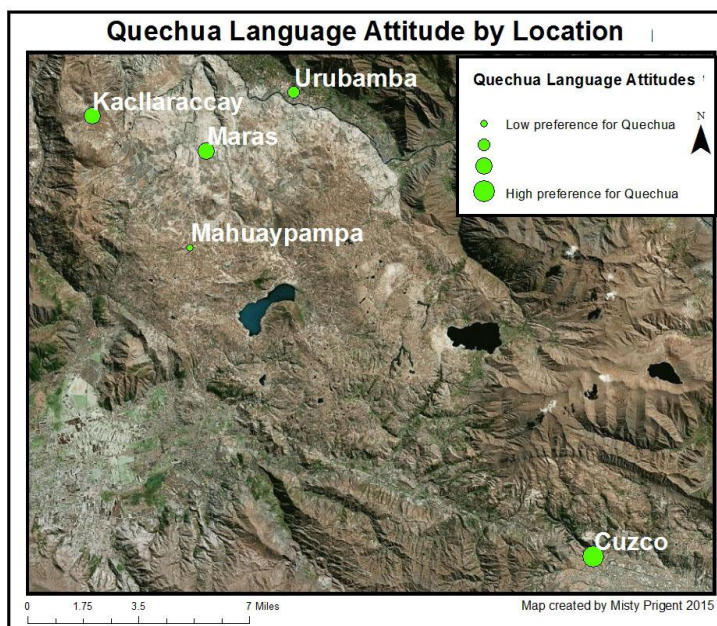 Quechua Language Attitude by Location
Urubamba
Kacllaraccay
Maras
Mahuaypampa
Cuzco
Quechua Language Attitudes
Low preference for Quechua
High preference for Quechua
N
0 1.75 3.5 7 Miles
Map created by Misty Prigent 2015